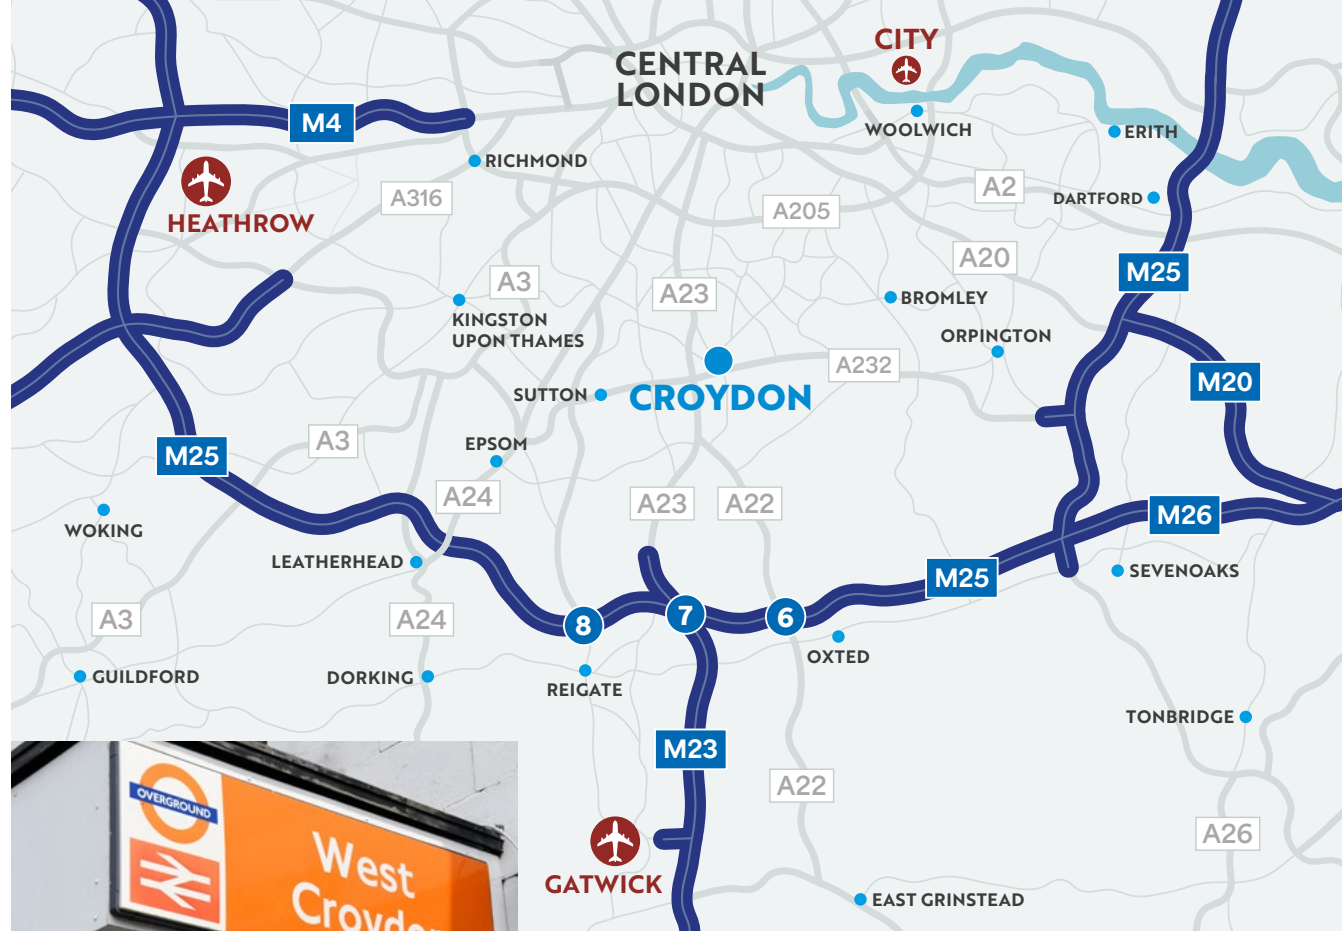 CITY
CENTRAL
LONDON
M4
WOOLWICH
ERITH
RICHMOND
A316
A2
DARTFORD
HEATHROW
A205
A20
M25
A3
A23
BROMLEY
KINGSTON
UPON THAMES
ORPINGTON
A232
M20
SUTTON
CROYDON
A3
EPSOM
M25
A24
A23
A22
M26
WOKING
LEATHERHEAD
SEVENOAKS
M25
A3
A24
8
7
6
OXTED
GUILDFORD
DORKING
REIGATE
TONBRIDGE
M23
A22
A26
GATWICK
EAST GRINSTEAD
OVERGROUND
West